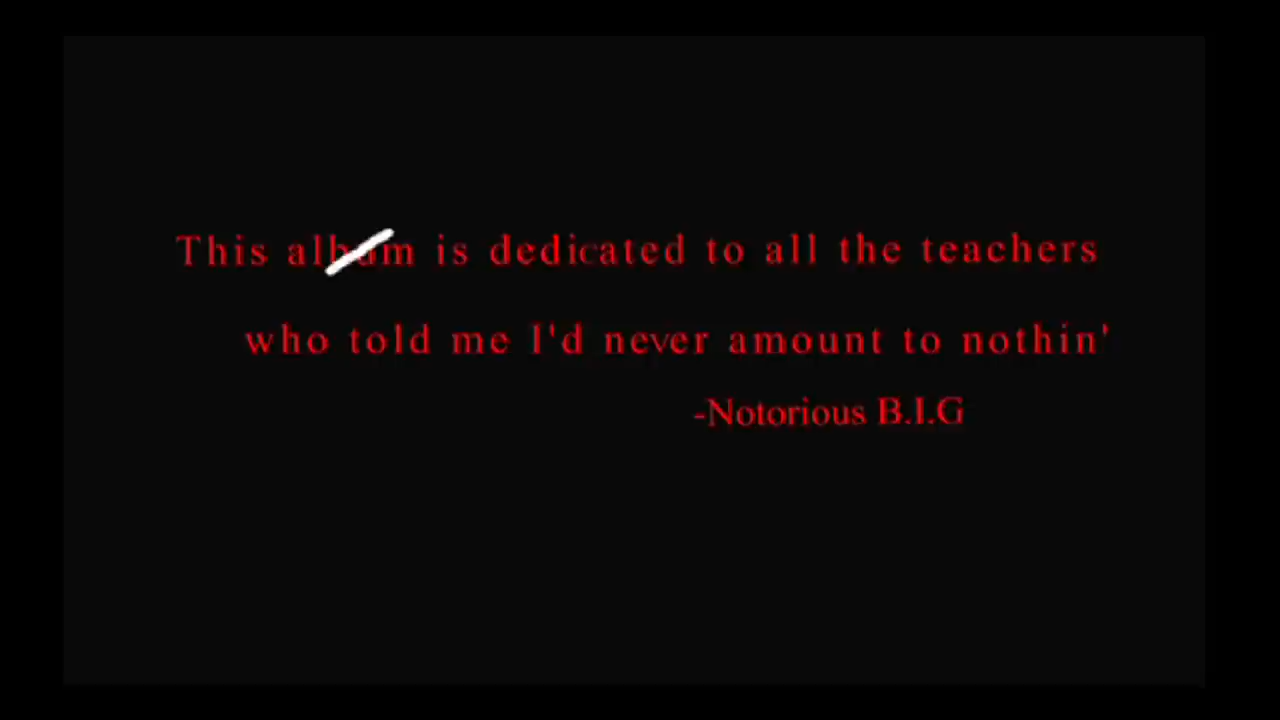 This album is dedicated to all the teachers
who told me I'd never amount to nothin'
-Notorious B.I.G